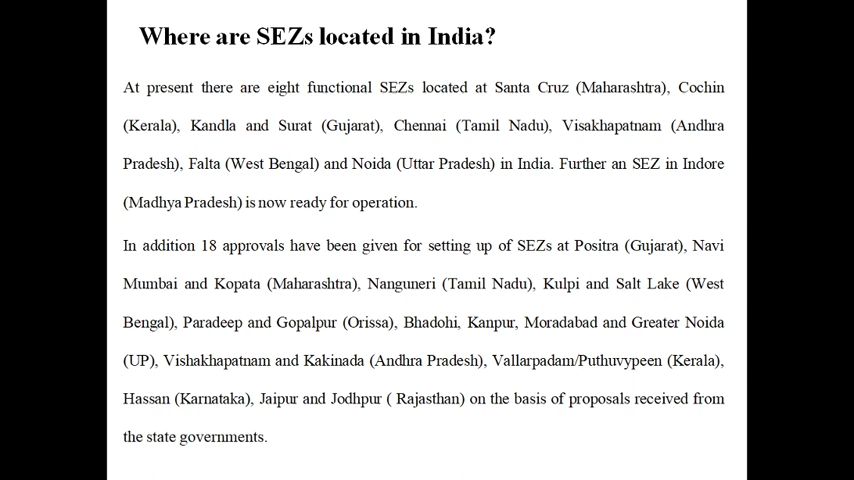 Where are SEZs located in India?
At present there are eight functional SEZs located at Santa Cruz (Maharashtra), Cochin
(Kerala), Kandla and Surat (Gujarat), Chennai (Tamil Nadu), Visakhapatnam (Andhra
Pradesh), Falta (West Bengal) and Noida (Uttar Pradesh) in India. Further an SEZ in Indore
(Madhya Pradesh) is now ready for operation.
In addition 18 approvals have been given for setting up of SEZs at Positra (Gujarat), Navi
Mumbai and Kopata (Maharashtra), Nanguneri (Tamil Nadu), Kulpi and Salt Lake (West
Bengal), Paradeep and Gopalpur (Orissa), Bhadohi, Kanpur, Moradabad and Greater Noida
(UP), Vishakhapatnam and Kakinada (Andhra Pradesh), Vallarpadam/Puthuvypeen (Kerala),
Hassan (Karnataka), Jaipur and Jodhpur ( Rajasthan) on the basis of proposals received from
the state governments.